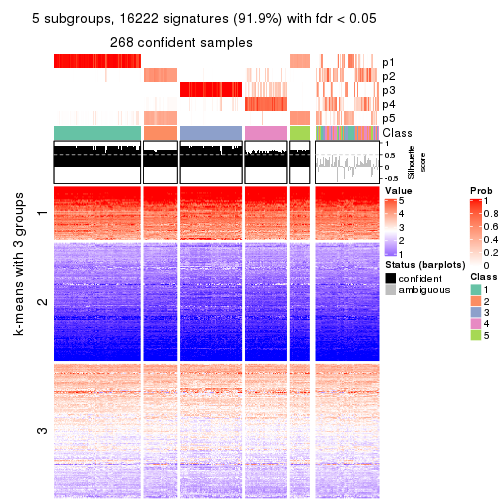 5 subgroups, 16222 signatures (91.9%) with fdr < 0.05
268 confident samples
p1
p2
p3
p4
p5
Class
1
0.5
0
-0.5
Silhouette
score
k-means with 3 groups
1
2
3
Value
5
4
3
2
1
Status (barplots)
confident
ambiguous
Prob
1
0.8
0.6
0.4
0.2
0
Class
1
2
3
4
5